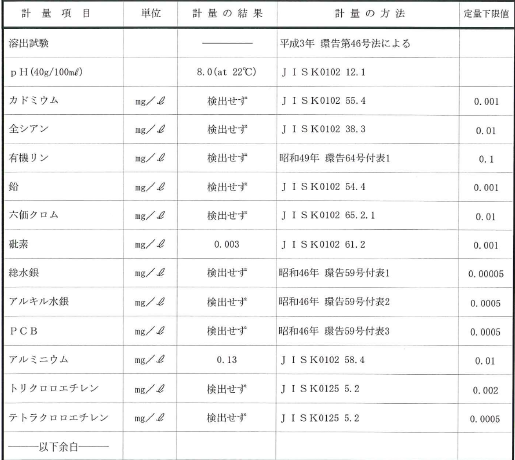 計量項目 単位 計量の結果 計量の方法 定量下限値
溶出試験 ――― 平成3年 環告第46号法による
pH(40g/100㎖) 8.0(at 22℃) JISK0102 12.1
カドミウム mg/ℓ 検出せず JISK0102 55.4 0.001
全シアン mg/ℓ 検出せず JISK0102 38.3 0.01
有機リン mg/ℓ 検出せず 昭和49年 環告64号付表1 0.1
鉛 mg/ℓ 検出せず JISK0102 54.4 0.001
六価クロム mg/ℓ 検出せず JISK0102 65.2.1 0.01
砒素 mg/ℓ 0.003 JISK0102 61.2 0.001
総水銀 mg/ℓ 検出せず 昭和46年 環告59号付表1 0.00005
アルキル水銀 mg/ℓ 検出せず 昭和46年 環告59号付表2 0.0005
PCB mg/ℓ 検出せず 昭和46年 環告59号付表3 0.0005
アルミニウム mg/ℓ 0.13 JISK0102 58.4 0.01
トリクロロエチレン mg/ℓ 検出せず JISK0125 5.2 0.002
テトラクロロエチレン mg/ℓ 検出せず JISK0125 5.2 0.0005
―――以下余白―――